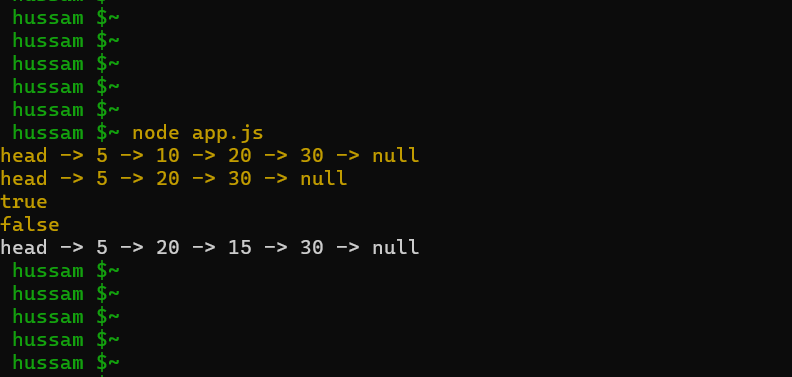 hussam $~
hussam $~
hussam $~
hussam $~
hussam $~
hussam $~ node app.js
head -> 5 -> 10 -> 20 -> 30 -> null
head -> 5 -> 20 -> 30 -> null
true
false
head -> 5 -> 20 -> 15 -> 30 -> null
hussam $~
hussam $~
hussam $~
hussam $~
hussam $~